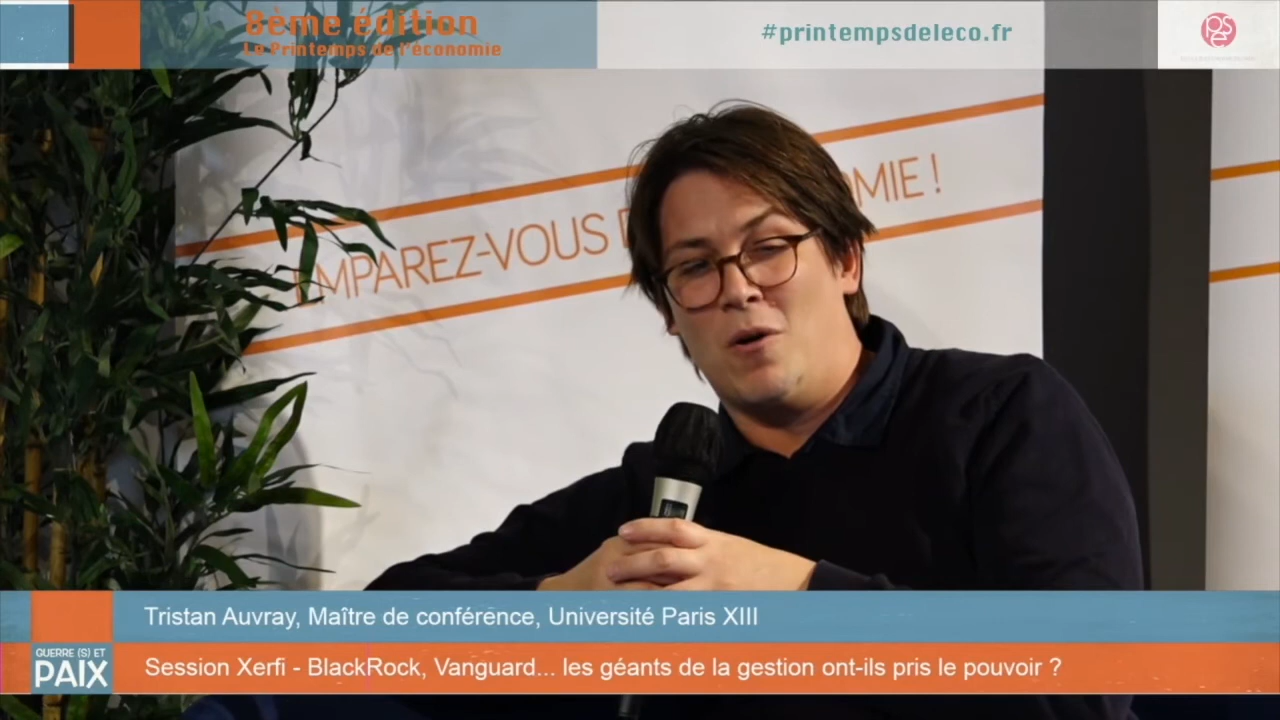 8ème édition
Le Printemps de l'économie
#printempsdeleco.fr
PSE
EMPAREZ-VOUS D
OMIE !
Tristan Auvray, Maître de conférence, Université Paris XIII
GUERRE (S) ET
PAIX
Session Xerfi - BlackRock, Vanguard... les géants de la gestion ont-ils pris le pouvoir ?